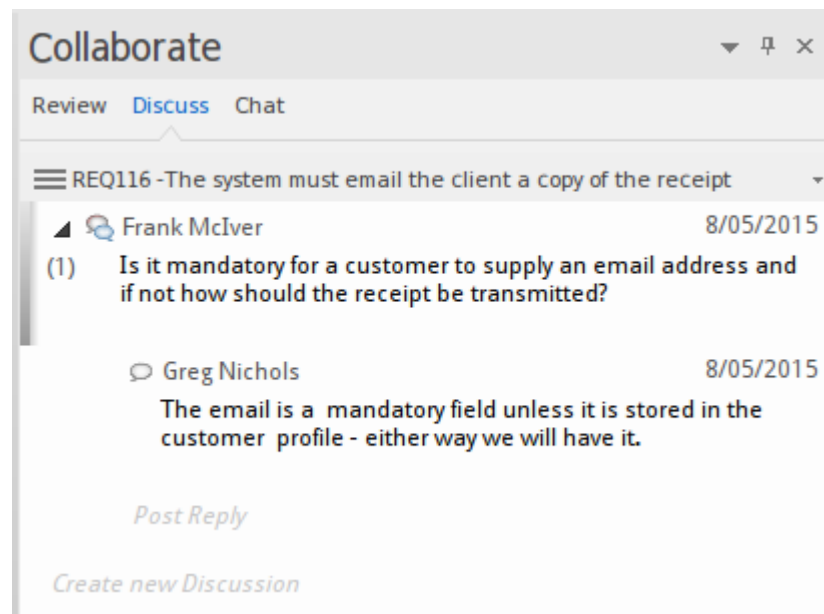 Collaborate
Review Discuss Chat
REQ116 -The system must email the client a copy of the receipt
Frank McIver 8/05/2015
(1) Is it mandatory for a customer to supply an email address and
if not how should the receipt be transmitted?
Greg Nichols 8/05/2015
The email is a mandatory field unless it is stored in the
customer profile - either way we will have it.
Post Reply
Create new Discussion